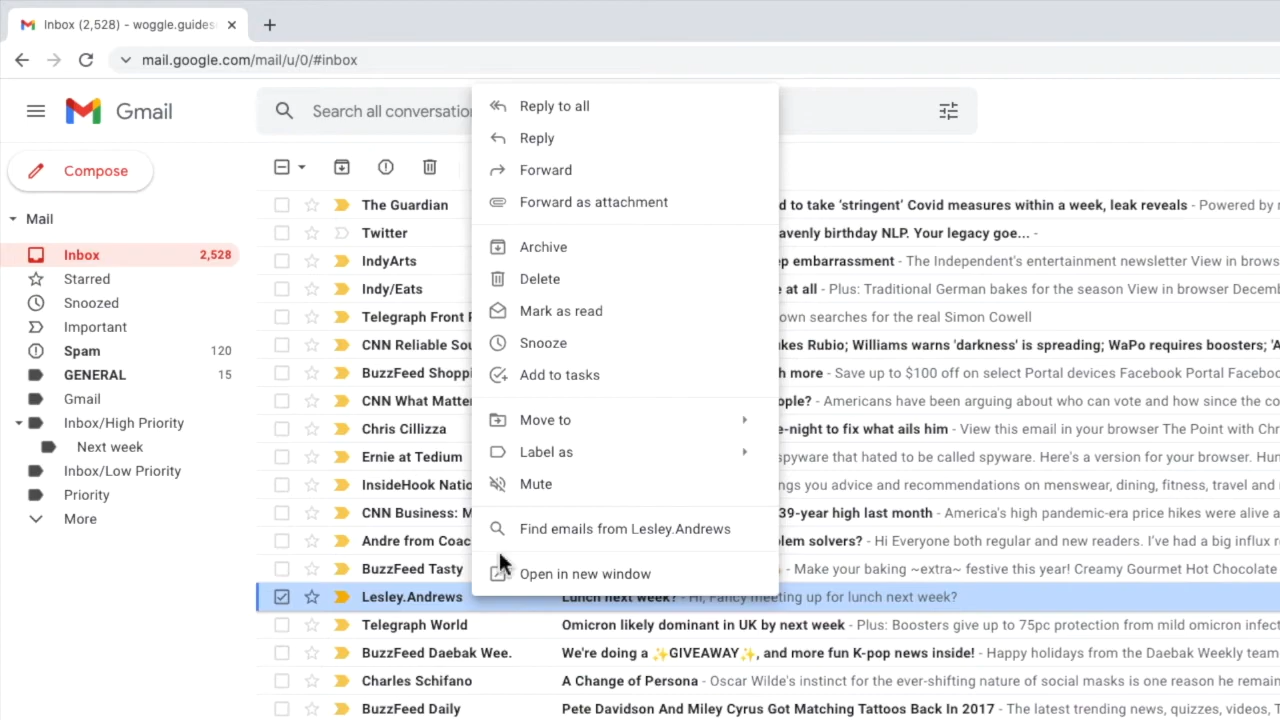 Inbox (2,528) - woggle.guides
mail.google.com/mail/u/0/#inbox
Gmail
Search all conversation
Compose
Mail
Inbox 2,528
Starred
Snoozed
Important
Spam 120
GENERAL 15
Gmail
Inbox/High Priority
Next week
Inbox/Low Priority
Priority
More
Reply to all
Reply
Forward
Forward as attachment
Archive
Delete
Mark as read
Snooze
Add to tasks
Move to
Label as
Mute
Find emails from Lesley.Andrews
Open in new window
The Guardian d to take ‘stringent’ Covid measures within a week, leak reveals - Powered by
Twitter avenly birthday NLP. Your legacy goe... -
IndyArts p embarrassment - The Independent's entertainment newsletter View in brows
Indy/Eats e at all - Plus: Traditional German bakes for the season View in browser Decemb
Telegraph Front own searches for the real Simon Cowell
CNN Reliable Sou kes Rubio; Williams warns 'darkness' is spreading; WaPo requires boosters; 'A
BuzzFeed Shoppi h more - Save up to $100 off on select Portal devices Facebook Portal Faceboo
CNN What Matter ople? - Americans have been arguing about who can vote and how since the co
Chris Cillizza e-night to fix what ails him - View this email in your browser The Point with Chr
Ernie at Tedium spyware that hated to be called spyware. Here's a version for your browser. Hun
InsideHook Natio ngs you advice and recommendations on menswear, dining, fitness, travel and
CNN Business: M 39-year high last month - America's high pandemic-era price hikes were alive a
Andre from Coac lem solvers? - Hi Everyone both regular and new readers. I've had a big influx
BuzzFeed Tasty - Make your baking ~extra~ festive this year! Creamy Gourmet Hot Chocolate
Lesley.Andrews Lunch next week? - Hi, Fancy meeting up for lunch next week?
Telegraph World Omicron likely dominant in UK by next week - Plus: Boosters give up to 75pc protection from mild omicron infect
BuzzFeed Daebak Wee. We're doing a ✨GIVEAWAY✨, and more fun K-pop news inside! - Happy holidays from the Daebak Weekly team
Charles Schifano A Change of Persona - Oscar Wilde's instinct for the ever-shifting nature of social masks is one reason he remain
BuzzFeed Daily Pete Davidson And Miley Cyrus Got Matching Tattoos Back In 2017 - The latest trending news, quizzes, videos,